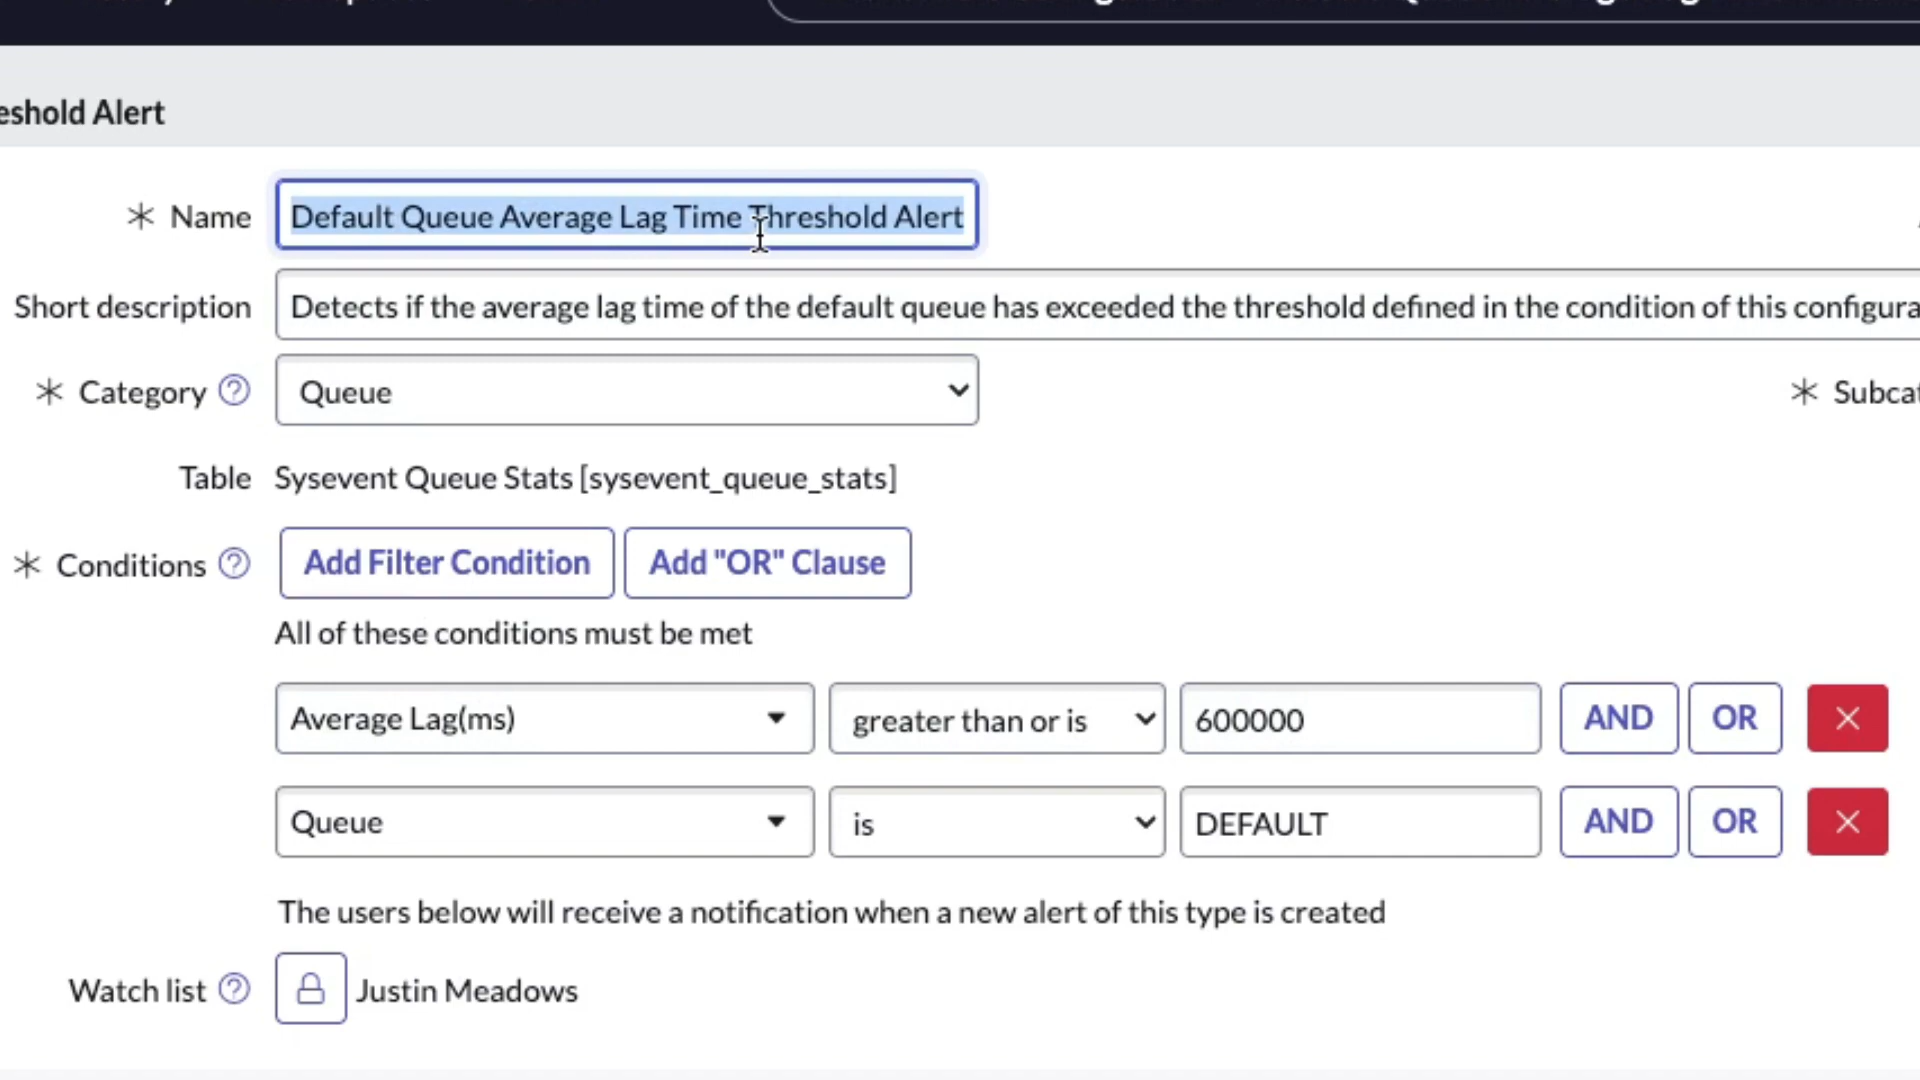 eshold Alert
Name Default Queue Average Lag Time Threshold Alert
Short description Detects if the average lag time of the default queue has exceeded the threshold defined in the condition of this configura
Category ? Queue
Subcat
Table Sysevent Queue Stats [sysevent_queue_stats]
Conditions ? Add Filter Condition Add "OR" Clause
All of these conditions must be met
Average Lag(ms) greater than or is 600000 AND OR
Queue is DEFAULT AND OR
The users below will receive a notification when a new alert of this type is created
Watch list ? Justin Meadows